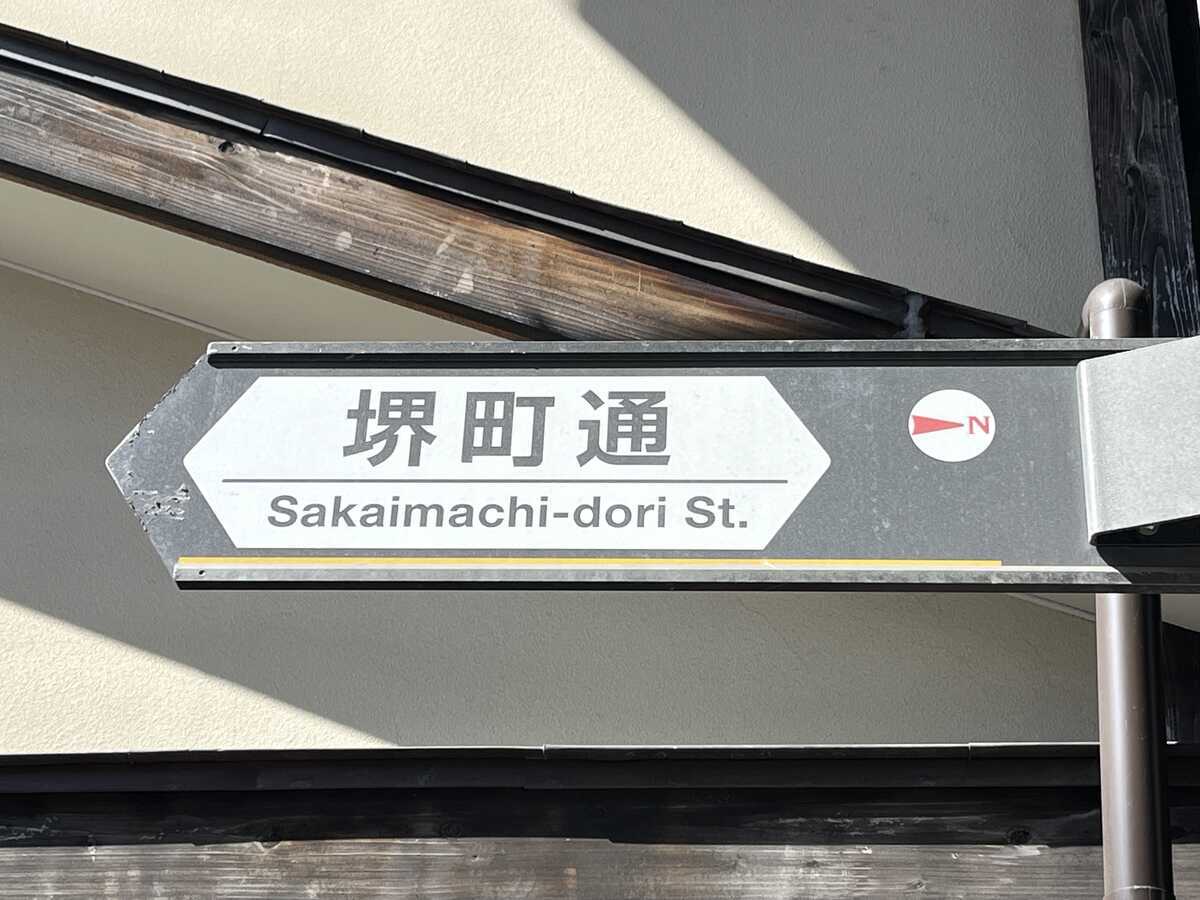 堺町通
Sakaimachi-dori St.
N